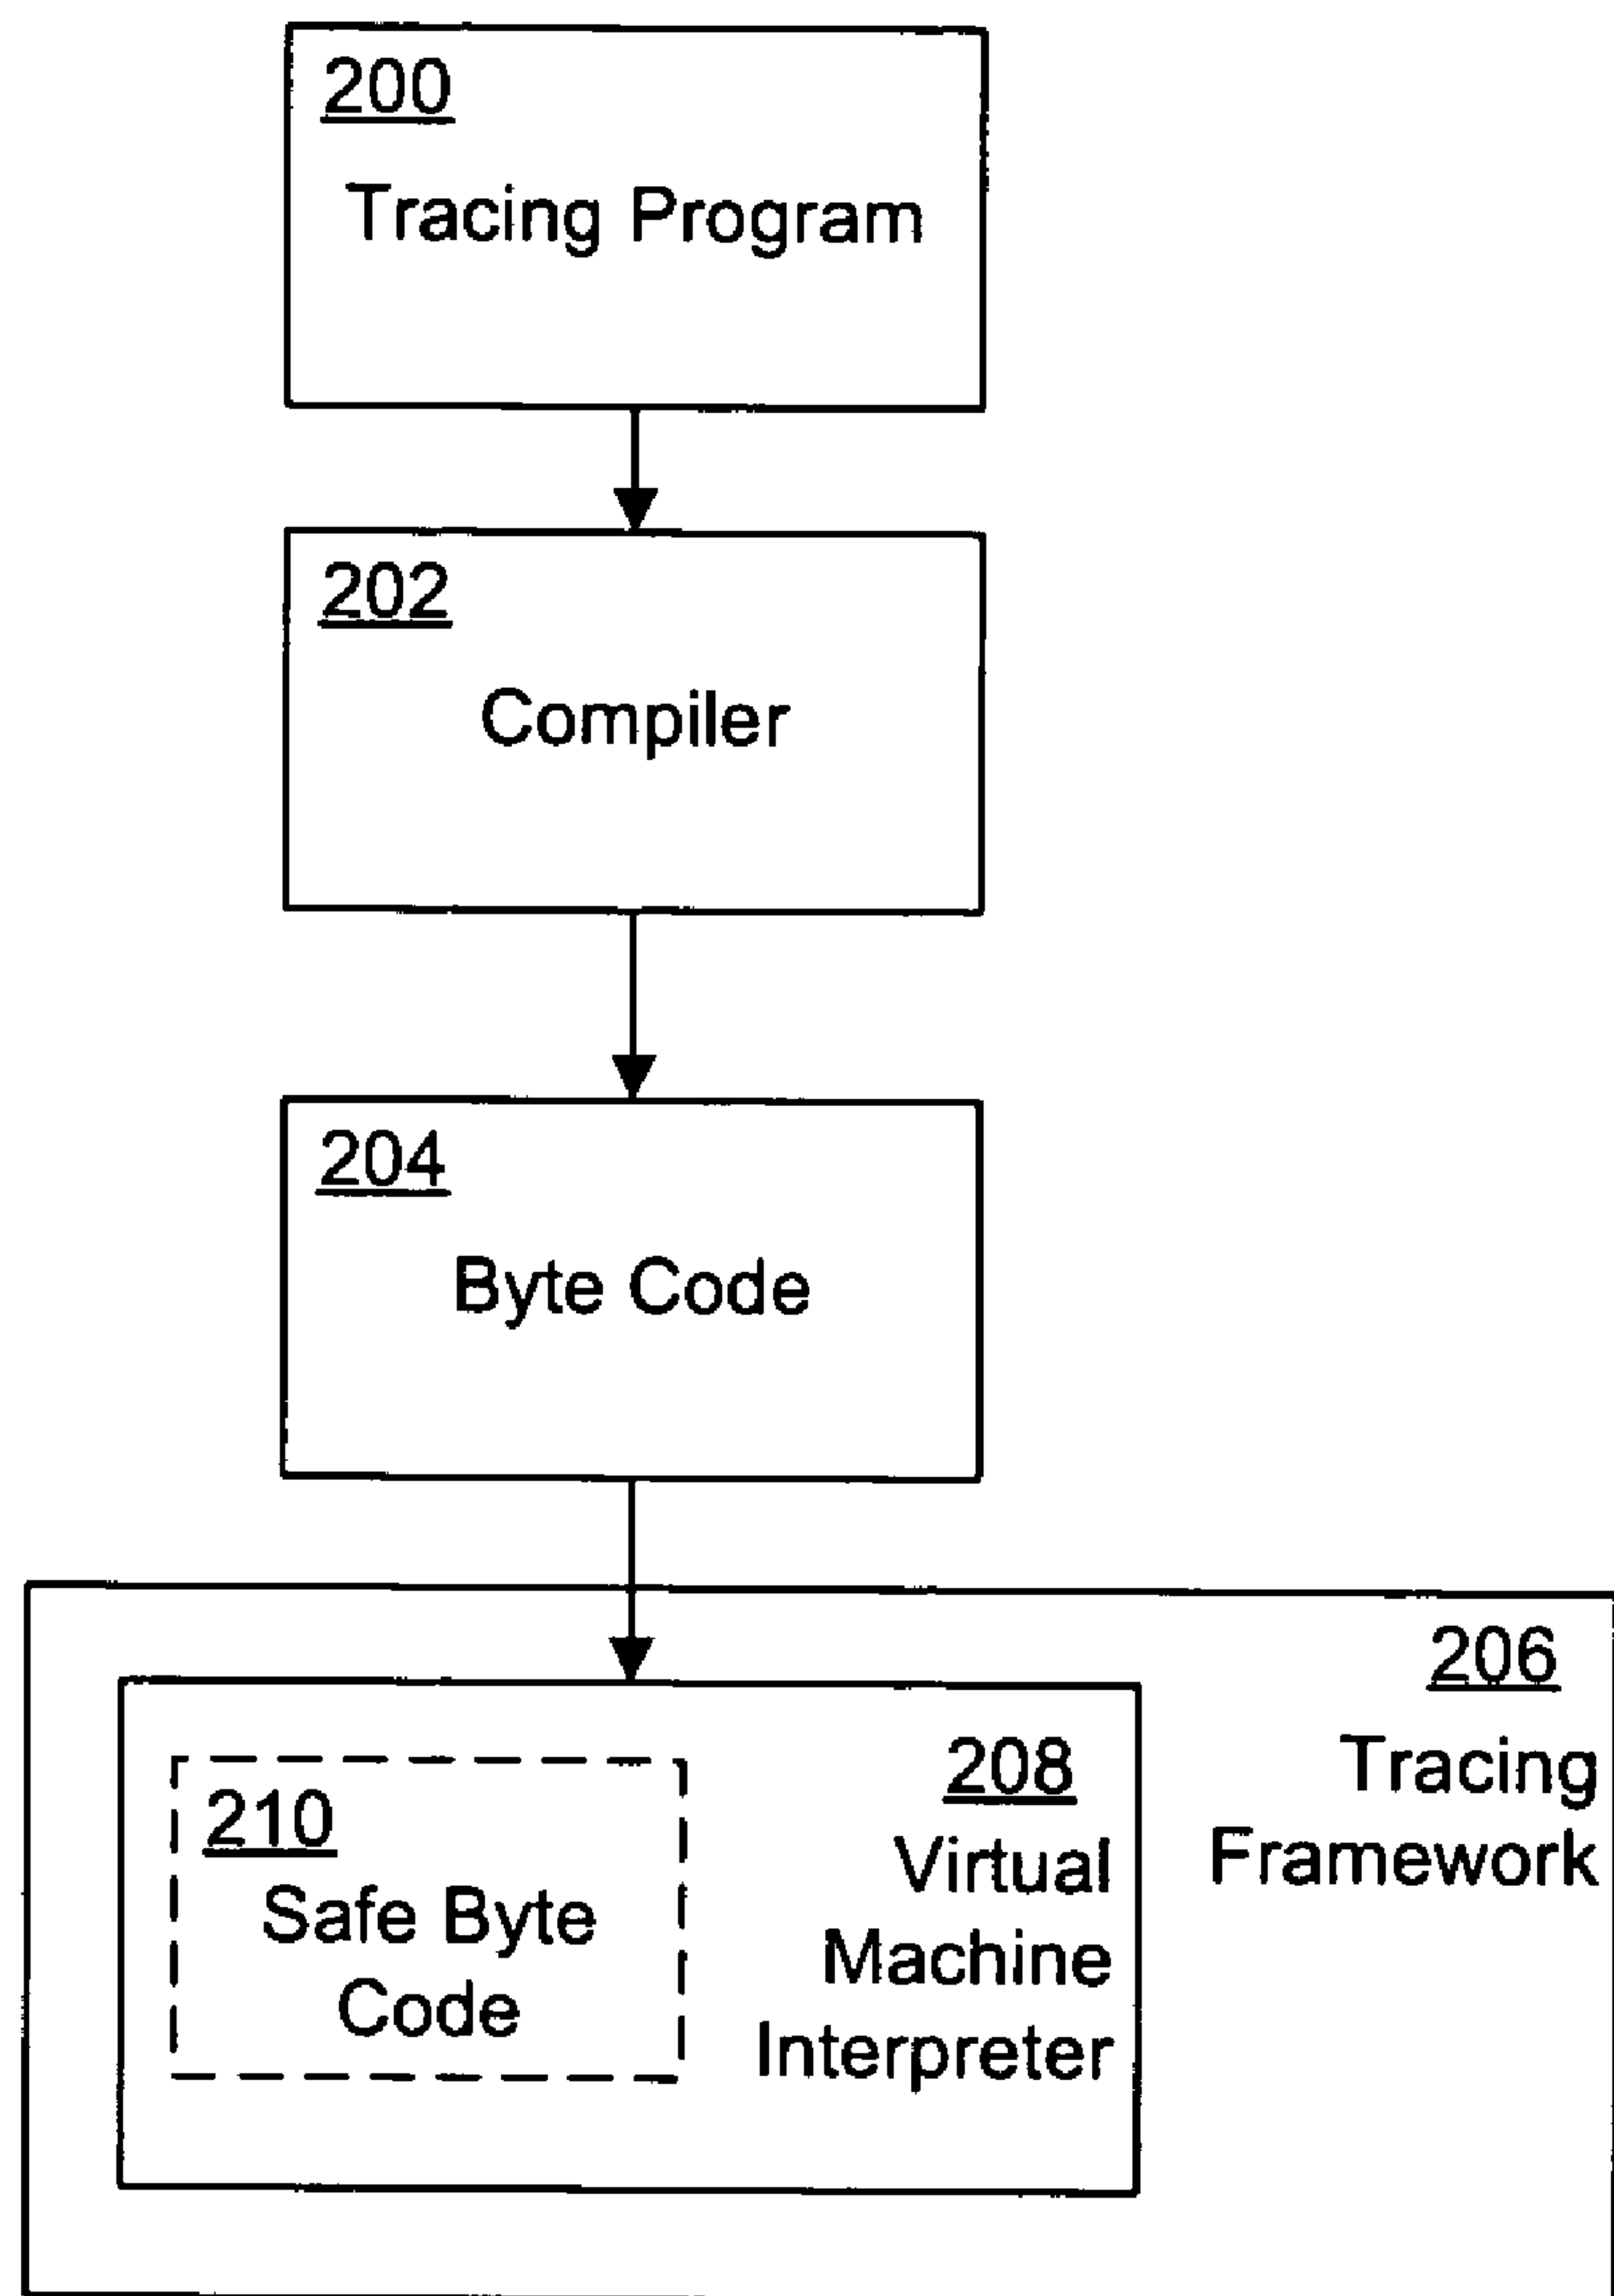 200
Tracing Program
202
Compiler
204
Byte Code
206
Tracing
Framework
208
Virtual
Machine
Interpreter
210
Safe Byte
Code